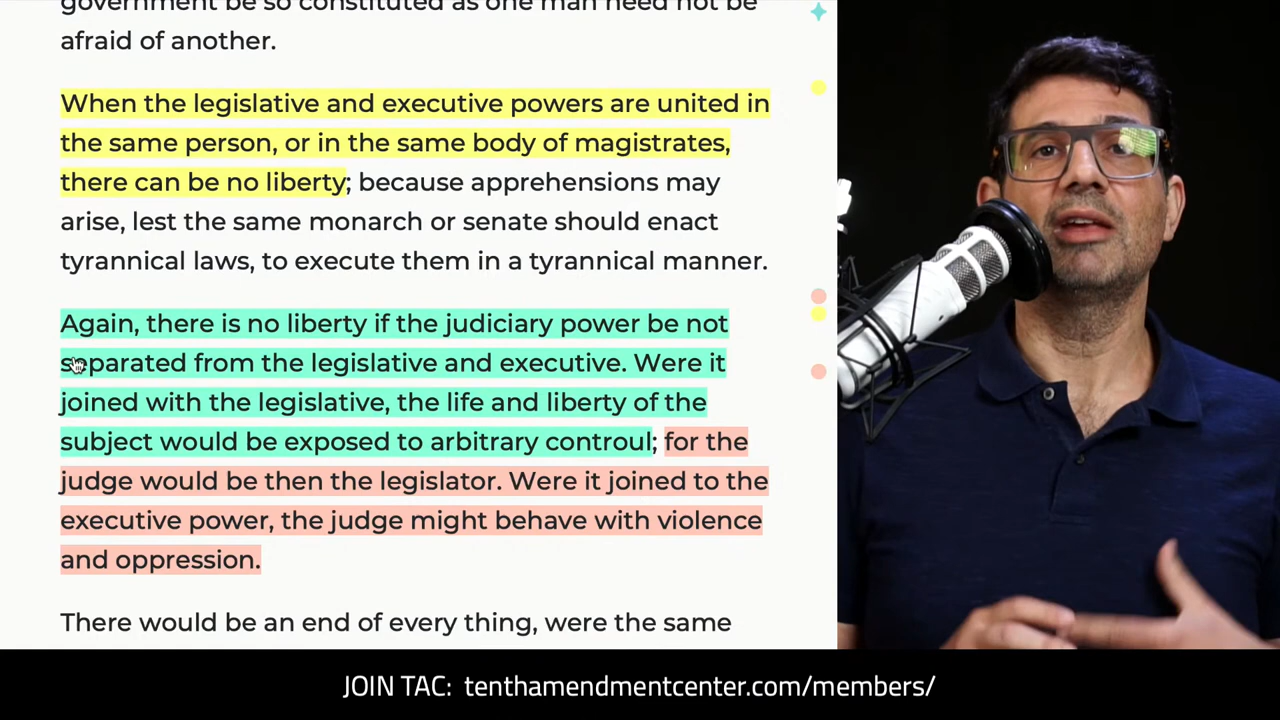 government be so constituted as one man need not be
afraid of another.
When the legislative and executive powers are united in
the same person, or in the same body of magistrates,
there can be no liberty; because apprehensions may
arise, lest the same monarch or senate should enact
tyrannical laws, to execute them in a tyrannical manner.
Again, there is no liberty if the judiciary power be not
separated from the legislative and executive. Were it
joined with the legislative, the life and liberty of the
subject would be exposed to arbitrary controul; for the
judge would be then the legislator. Were it joined to the
executive power, the judge might behave with violence
and oppression.
There would be an end of every thing, were the same
JOIN TAC: tenthamendmentcenter.com/members/